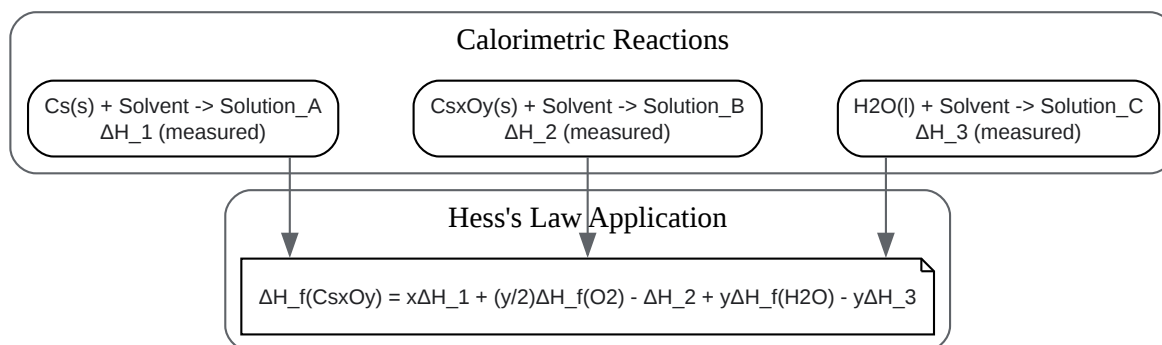 Calorimetric Reactions
Cs(s) + Solvent -> Solution_A
ΔH_1 (measured)
CsxOy(s) + Solvent -> Solution_B
ΔH_2 (measured)
H2O(l) + Solvent -> Solution_C
ΔH_3 (measured)
Hess's Law Application
ΔH_f(CsxOy) = xΔH_1 + (y/2)ΔH_f(O2) - ΔH_2 + yΔH_f(H2O) - yΔH_3